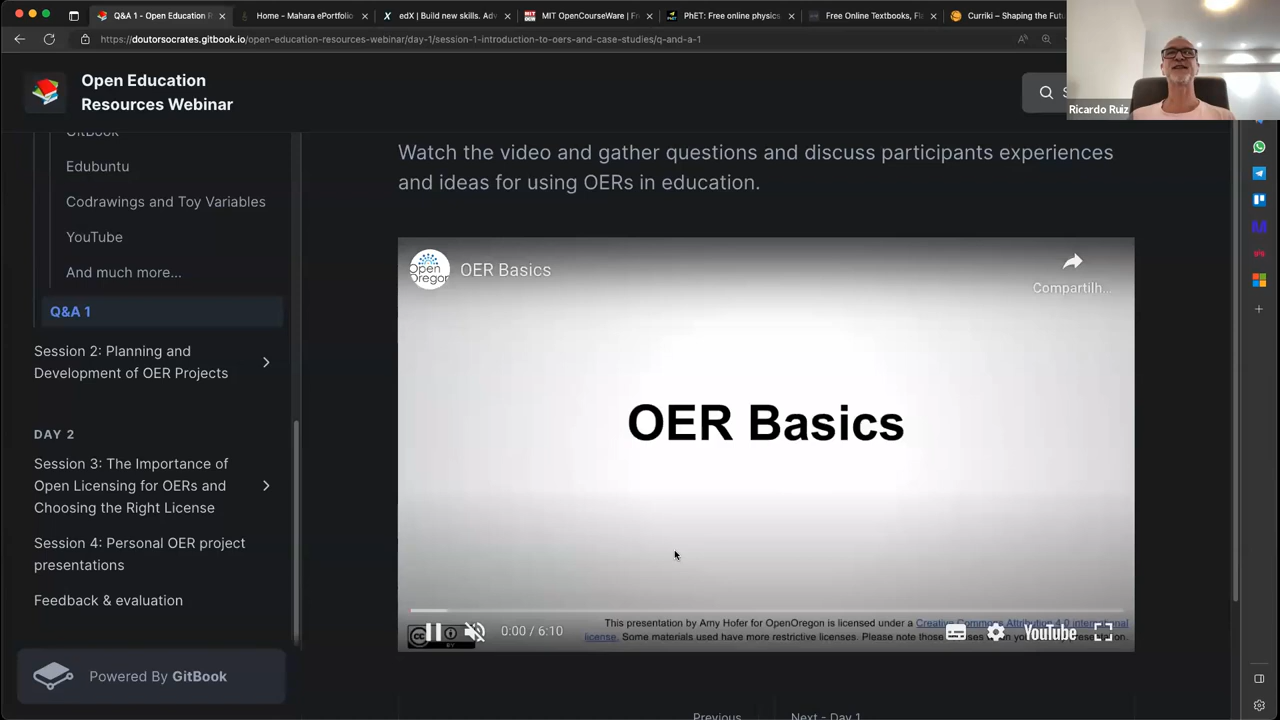 Q&A 1 - Open Education R
Home - Mahara ePortfolio
edX | Build new skills. Adv
MIT OpenCourseWare | Fre
PhET: Free online physics
Free Online Textbooks, Fla
Curriki – Shaping the Futu
https://doutorsocrates.gitbook.io/open-education-resources-webinar/day-1/session-1-introduction-to-oers-and-case-studies/q-and-a-1
Open Education
Resources Webinar
S
Ricardo Ruiz
GitBook
Edubuntu
Codrawings and Toy Variables
YouTube
And much more...
Q&A 1
Session 2: Planning and
Development of OER Projects
DAY 2
Session 3: The Importance of
Open Licensing for OERs and
Choosing the Right License
Session 4: Personal OER project
presentations
Feedback & evaluation
Powered By GitBook
Watch the video and gather questions and discuss participants experiences
and ideas for using OERs in education.
Open
Oregon
OER Basics
Compartilh...
OER Basics
0:00 / 6:10
This presentation by Amy Hofer for OpenOregon is licensed under a Creative Commons Attribution 4.0 international
license. Some materials used have more restrictive licenses. Please note those
cc
BY
YouTube
Previous
Next - Day 1